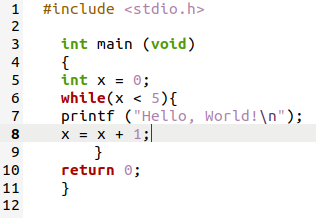 1 #include <stdio.h>
2
3 int main (void)
4 {
5 int x = 0;
6 while(x < 5){
7 printf ("Hello, World!\n");
8 x = x + 1;
9 }
10 return 0;
11 }
12